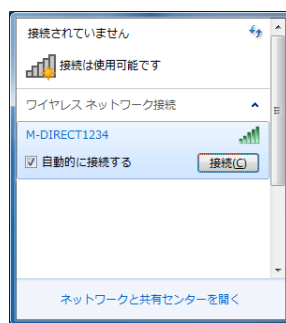 接続されていません
接続は使用可能です
ワイヤレス ネットワーク接続
M-DIRECT1234
自動的に接続する
接続(C)
ネットワークと共有センターを開く